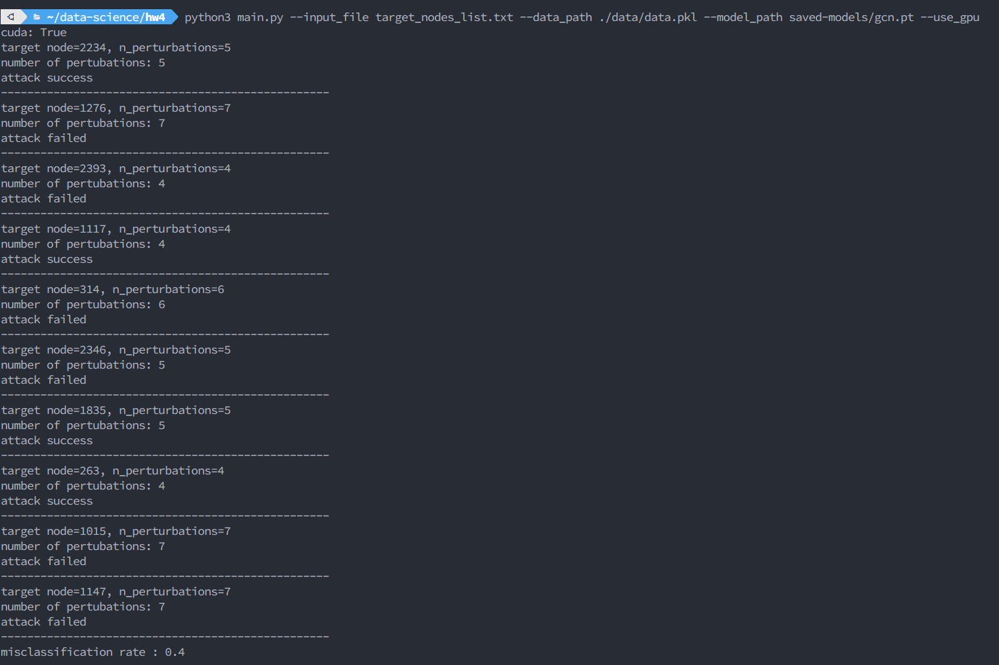 ~/data-science/hw4 python3 main.py --input_file target_nodes_list.txt --data_path ./data/data.pkl --model_path saved-models/gcn.pt --use_gpu
cuda: True
target node=2234, n_perturbations=5
number of pertubations: 5
attack success
--------------------------------------------------
target node=1276, n_perturbations=7
number of pertubations: 7
attack failed
--------------------------------------------------
target node=2393, n_perturbations=4
number of pertubations: 4
attack failed
--------------------------------------------------
target node=1117, n_perturbations=4
number of pertubations: 4
attack success
--------------------------------------------------
target node=314, n_perturbations=6
number of pertubations: 6
attack failed
--------------------------------------------------
target node=2346, n_perturbations=5
number of pertubations: 5
attack failed
--------------------------------------------------
target node=1835, n_perturbations=5
number of pertubations: 5
attack success
--------------------------------------------------
target node=263, n_perturbations=4
number of pertubations: 4
attack success
--------------------------------------------------
target node=1015, n_perturbations=7
number of pertubations: 7
attack failed
--------------------------------------------------
target node=1147, n_perturbations=7
number of pertubations: 7
attack failed
--------------------------------------------------
misclassification rate : 0.4